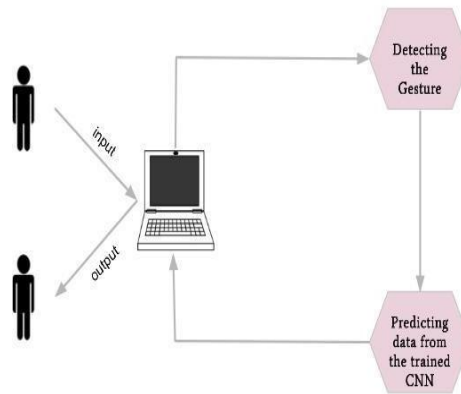 Detecting
the
Gesture
input
output
Predicting
data from
the trained
CNN